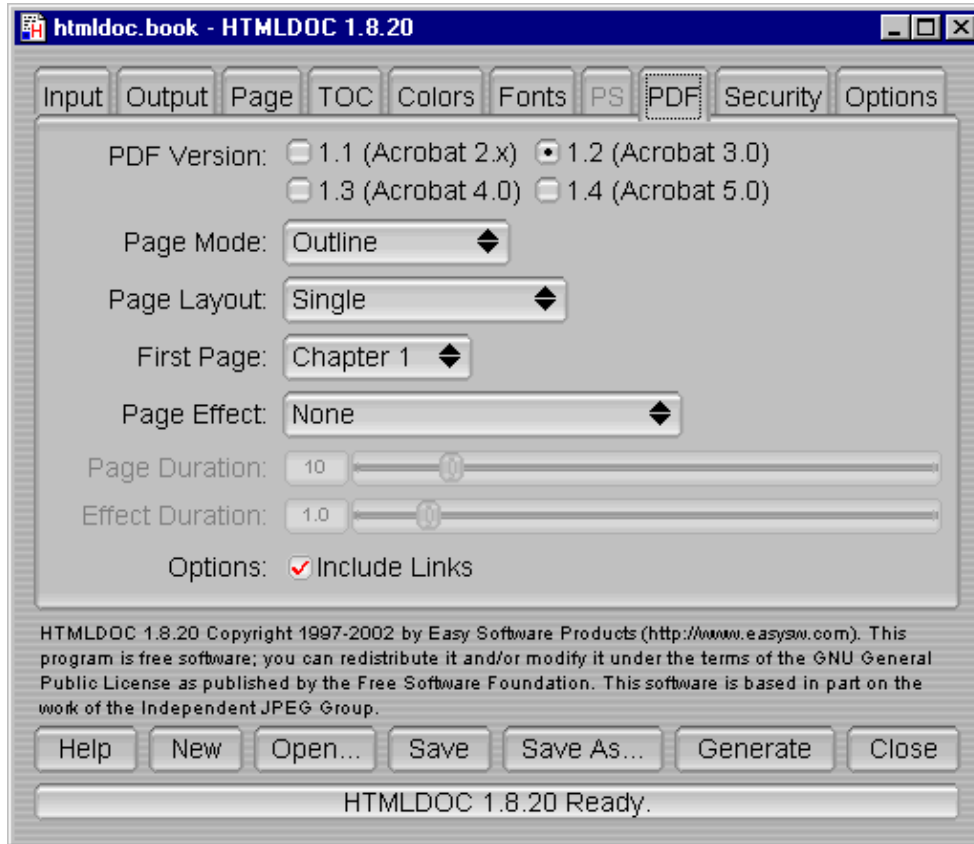 htmldoc.book - HTMLDOC 1.8.20
Input Output Page TOC Colors Fonts PS PDF Security Options
PDF Version: 1.1 (Acrobat 2.x) 1.2 (Acrobat 3.0)
1.3 (Acrobat 4.0) 1.4 (Acrobat 5.0)
Page Mode: Outline
Page Layout: Single
First Page: Chapter 1
Page Effect: None
Page Duration: 10
Effect Duration: 1.0
Options: Include Links
HTMLDOC 1.8.20 Copyright 1997-2002 by Easy Software Products (http://www.easysw.com). This
program is free software; you can redistribute it and/or modify it under the terms of the GNU General
Public License as published by the Free Software Foundation. This software is based in part on the
work of the Independent JPEG Group.
Help New Open... Save Save As... Generate Close
HTMLDOC 1.8.20 Ready.